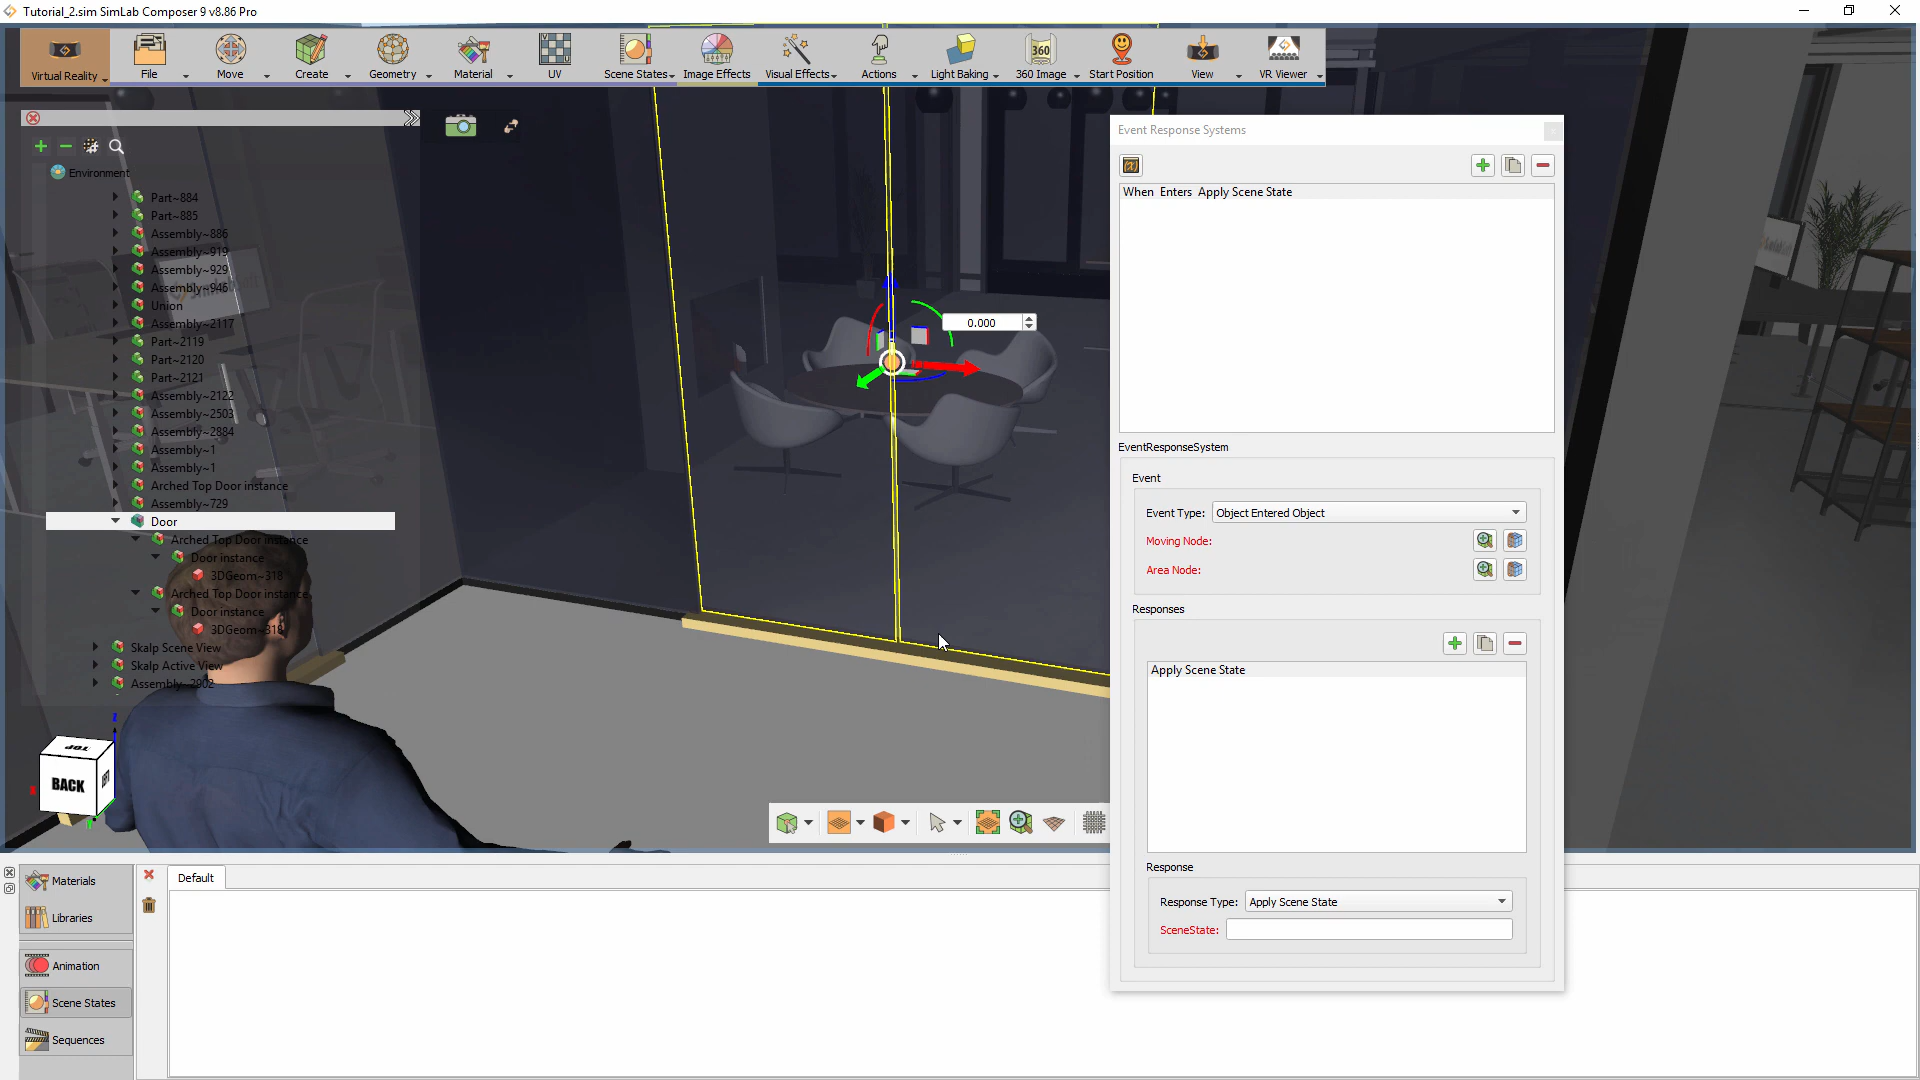 Tutorial_2.sim SimLab Composer 9 v8.86 Pro
Virtual Reality
File
Move
Create
Geometry
Material
UV
Scene States
Image Effects
Visual Effects
Actions
Light Baking
360 Image
Start Position
View
VR Viewer
360
Environment
Part~884
Part~885
Assembly~886
Assembly~919
Assembly~929
Assembly~946
Union
Assembly~2117
Part~2119
Part~2120
Part~2121
Assembly~2122
Assembly~2503
Assembly~2884
Assembly~1
Assembly~1
Arched Top Door instance
Assembly~729
Door
Arched Top Door instance
Door instance
3DGeom~318
Arched Top Door instance
Door instance
3DGeom~318
Skalp Scene View
Skalp Active View
Assembly~2902
0.000
Z
TOP
BACK
X
Event Response Systems
When Enters Apply Scene State
EventResponseSystem
Event
Event Type: Object Entered Object
Moving Node:
Area Node:
Responses
Apply Scene State
Response
Response Type: Apply Scene State
SceneState:
Materials
Libraries
Animation
Scene States
Sequences
Default